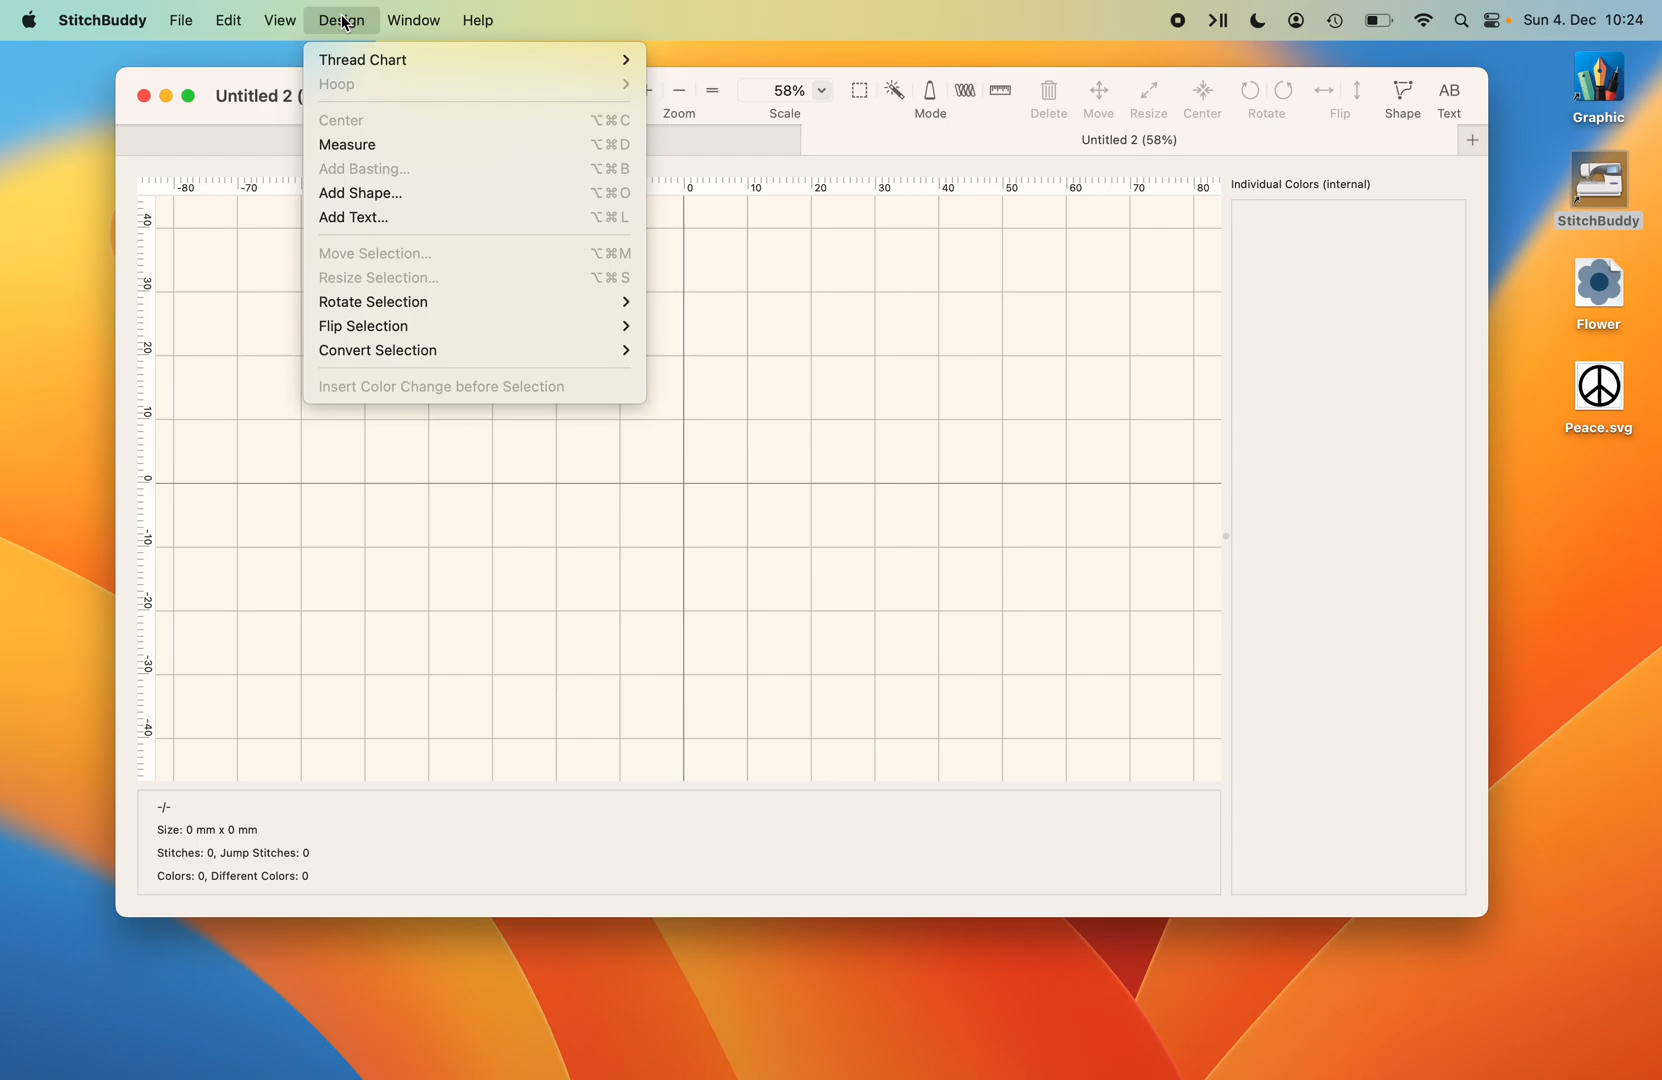 StitchBuddy File Edit View Design Window Help Sun 4. Dec 10:24
Thread Chart
Hoop
Center ⌥⌘C
Measure ⌥⌘D
Add Basting... ⌥⌘B
Add Shape... ⌥⌘O
Add Text... ⌥⌘L
Move Selection... ⌥⌘M
Resize Selection... ⌥⌘S
Rotate Selection
Flip Selection
Convert Selection
Insert Color Change before Selection
Untitled 2 (
58%
Zoom Scale Mode Delete Move Resize Center Rotate Flip Shape Text
AB
Untitled 2 (58%)
-80 -70 0 10 20 30 40 50 60 70 80
Individual Colors (internal)
40
30
20
10
0
-10
-20
-30
-40
-/-
Size: 0 mm x 0 mm
Stitches: 0, Jump Stitches: 0
Colors: 0, Different Colors: 0
Graphic
StitchBuddy
Flower
Peace.svg